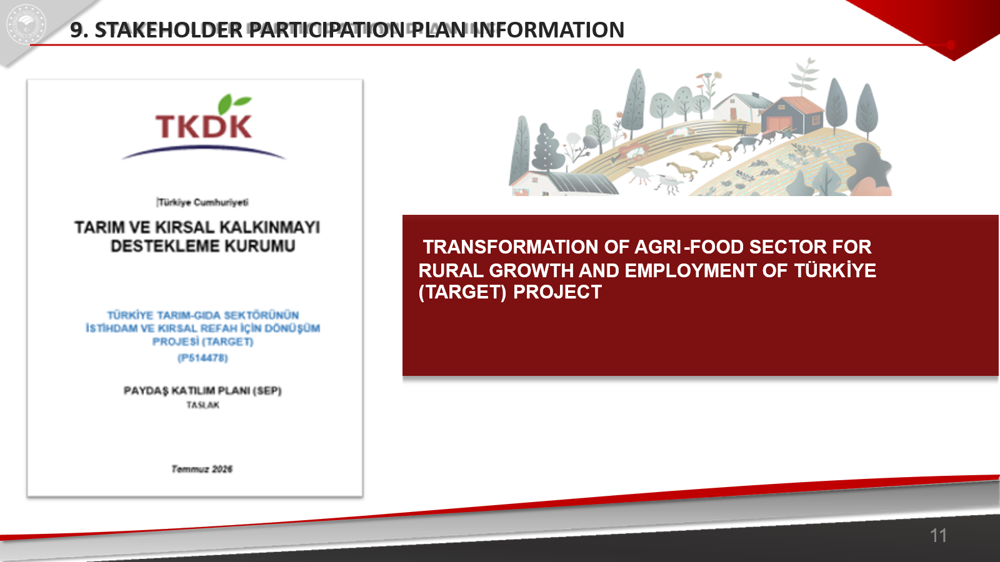 9. STAKEHOLDER PARTICIPATION PLAN INFORMATION
TKDK
Türkiye Cumhuriyeti
TARIM VE KIRSAL KALKINMAYI
DESTEKLEME KURUMU
TÜRKİYE TARIM-GIDA SEKTÖRÜNÜN
İSTİHDAM VE KIRSAL REFAH İÇİN DÖNÜŞÜM
PROJESİ (TARGET)
(P514478)
PAYDAŞ KATILIM PLANI (SEP)
TASLAK
Temmuz 2026
TRANSFORMATION OF AGRI-FOOD SECTOR FOR
RURAL GROWTH AND EMPLOYMENT OF TÜRKİYE
(TARGET) PROJECT
11